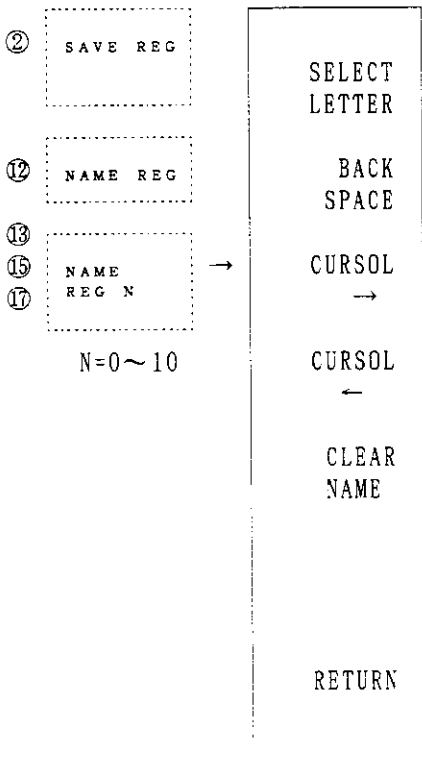 ② SAVE REG
⑫ NAME REG
⑬
⑮ NAME
⑰ REG N
→
N=0～10
SELECT
LETTER
BACK
SPACE
CURSOL
→
CURSOL
←
CLEAR
NAME
RETURN